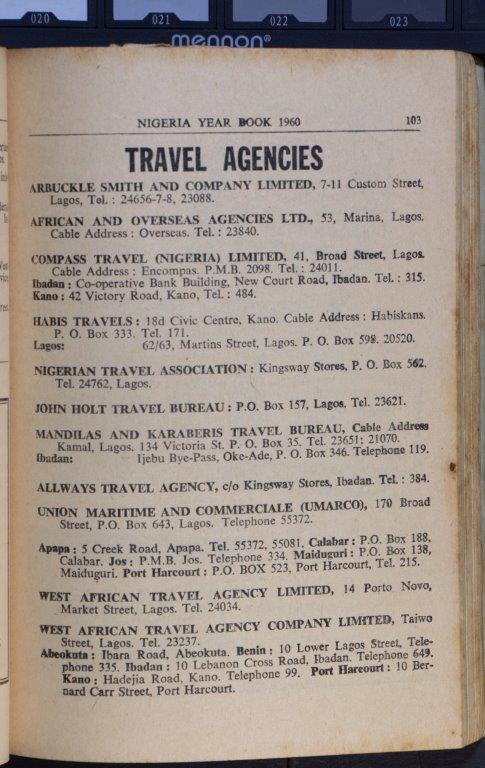 020 021 022 023
mennon®
NIGERIA YEAR BOOK 1960 103
TRAVEL AGENCIES
ARBUCKLE SMITH AND COMPANY LIMITED, 7-11 Custom Street,
Lagos, Tel. : 24656-7-8, 23088.
AFRICAN AND OVERSEAS AGENCIES LTD., 53, Marina, Lagos.
Cable Address : Overseas. Tel. : 23840.
COMPASS TRAVEL (NIGERIA) LIMITED, 41, Broad Street, Lagos.
Cable Address : Encompas. P.M.B. 2098. Tel. : 24011.
Ibadan : Co-operative Bank Building, New Court Road, Ibadan. Tel. : 315.
Kano : 42 Victory Road, Kano, Tel. : 484.
HABIS TRAVELS : 18d Civic Centre, Kano. Cable Address : Habiskans.
P. O. Box 333. Tel. 171.
Lagos: 62/63, Martins Street, Lagos. P. O. Box 598. 20520.
NIGERIAN TRAVEL ASSOCIATION : Kingsway Stores, P. O. Box 562.
Tel. 24762, Lagos.
JOHN HOLT TRAVEL BUREAU : P.O. Box 157, Lagos. Tel. 23621.
MANDILAS AND KARABERIS TRAVEL BUREAU, Cable Address
Kamal, Lagos. 134 Victoria St. P. O. Box 35. Tel. 23651; 21070.
Ibadan: Ijebu Bye-Pass, Oke-Ade, P. O. Box 346. Telephone 119.
ALLWAYS TRAVEL AGENCY, c/o Kingsway Stores, Ibadan. Tel. : 384.
UNION MARITIME AND COMMERCIALE (UMARCO), 170 Broad
Street, P.O. Box 643, Lagos. Telephone 55372.
Apapa : 5 Creek Road, Apapa. Tel. 55372, 55081. Calabar : P.O. Box 188,
Calabar. Jos : P.M.B. Jos. Telephone 334. Maiduguri : P.O. Box 138,
Maiduguri. Port Harcourt : P.O. BOX 523, Port Harcourt, Tel. 215.
WEST AFRICAN TRAVEL AGENCY LIMITED, 14 Porto Novo,
Market Street, Lagos. Tel. 24034.
WEST AFRICAN TRAVEL AGENCY COMPANY LIMITED, Taiwo
Street, Lagos. Tel. 23237.
Abeokuta : Ibara Road, Abeokuta. Benin : 10 Lower Lagos Street, Tele-
phone 335. Ibadan : 10 Lebanon Cross Road, Ibadan. Telephone 649.
Kano : Hadejia Road, Kano. Telephone 99. Port Harcourt : 10 Ber-
nard Carr Street, Port Harcourt.